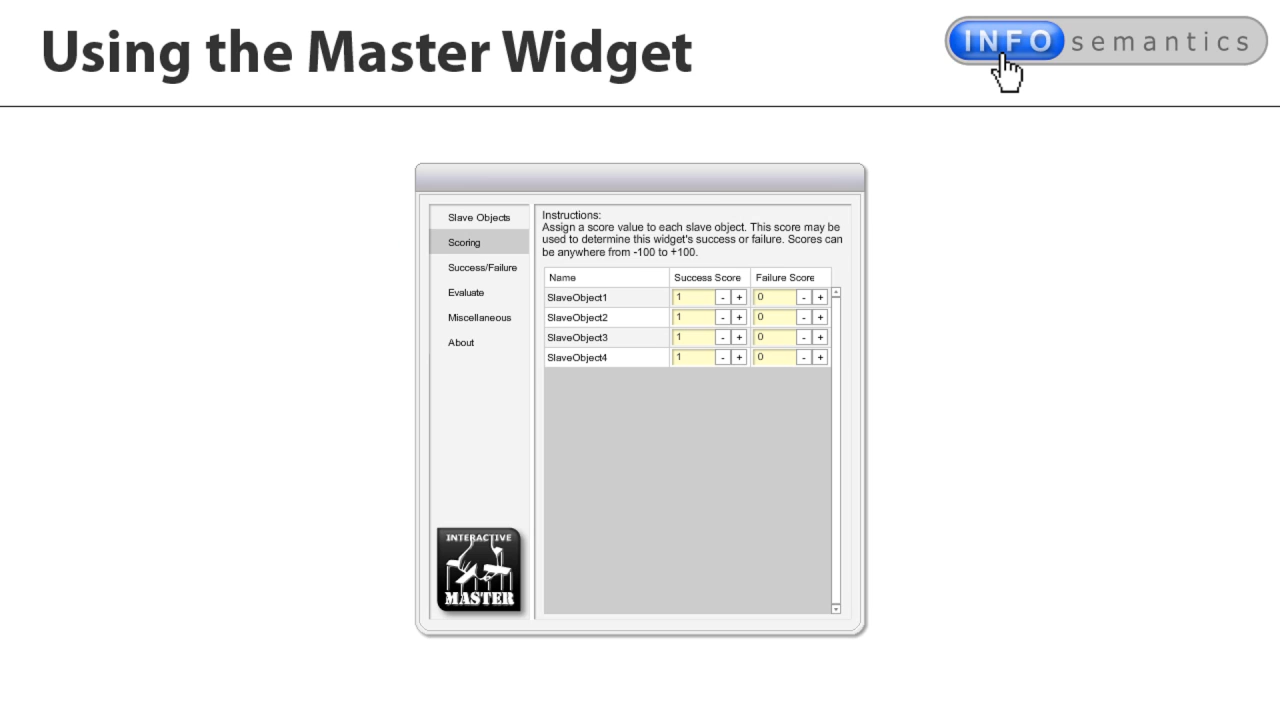 Using the Master Widget
INFO semantics
Slave Objects
Scoring
Success/Failure
Evaluate
Miscellaneous
About
INTERACTIVE
MASTER
Instructions:
Assign a score value to each slave object. This score may be
used to determine this widget's success or failure. Scores can
be anywhere from -100 to +100.
Name Success Score Failure Score
SlaveObject1 1 - + 0 - +
SlaveObject2 1 - + 0 - +
SlaveObject3 1 - + 0 - +
SlaveObject4 1 - + 0 - +